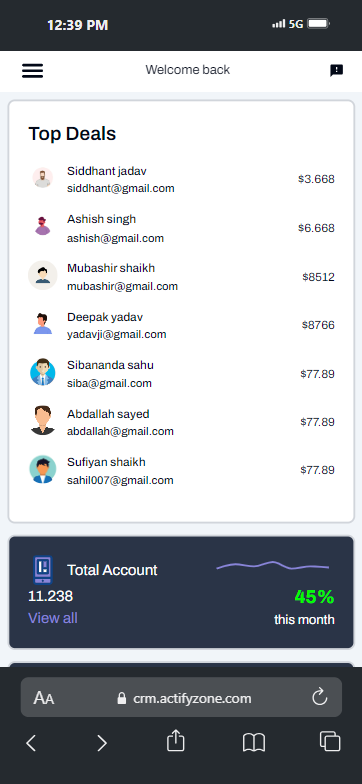 12:39 PM
5G
Welcome back
Top Deals
Siddhant jadav
siddhant@gmail.com
$3.668
Ashish singh
ashish@gmail.com
$6.668
Mubashir shaikh
mubashir@gmail.com
$8512
Deepak yadav
yadavji@gmail.com
$8766
Sibananda sahu
siba@gmail.com
$77.89
Abdallah sayed
abdallah@gmail.com
$77.89
Sufiyan shaikh
sahil007@gmail.com
$77.89
Total Account
11.238
View all
45%
this month
AA
crm.actifyzone.com